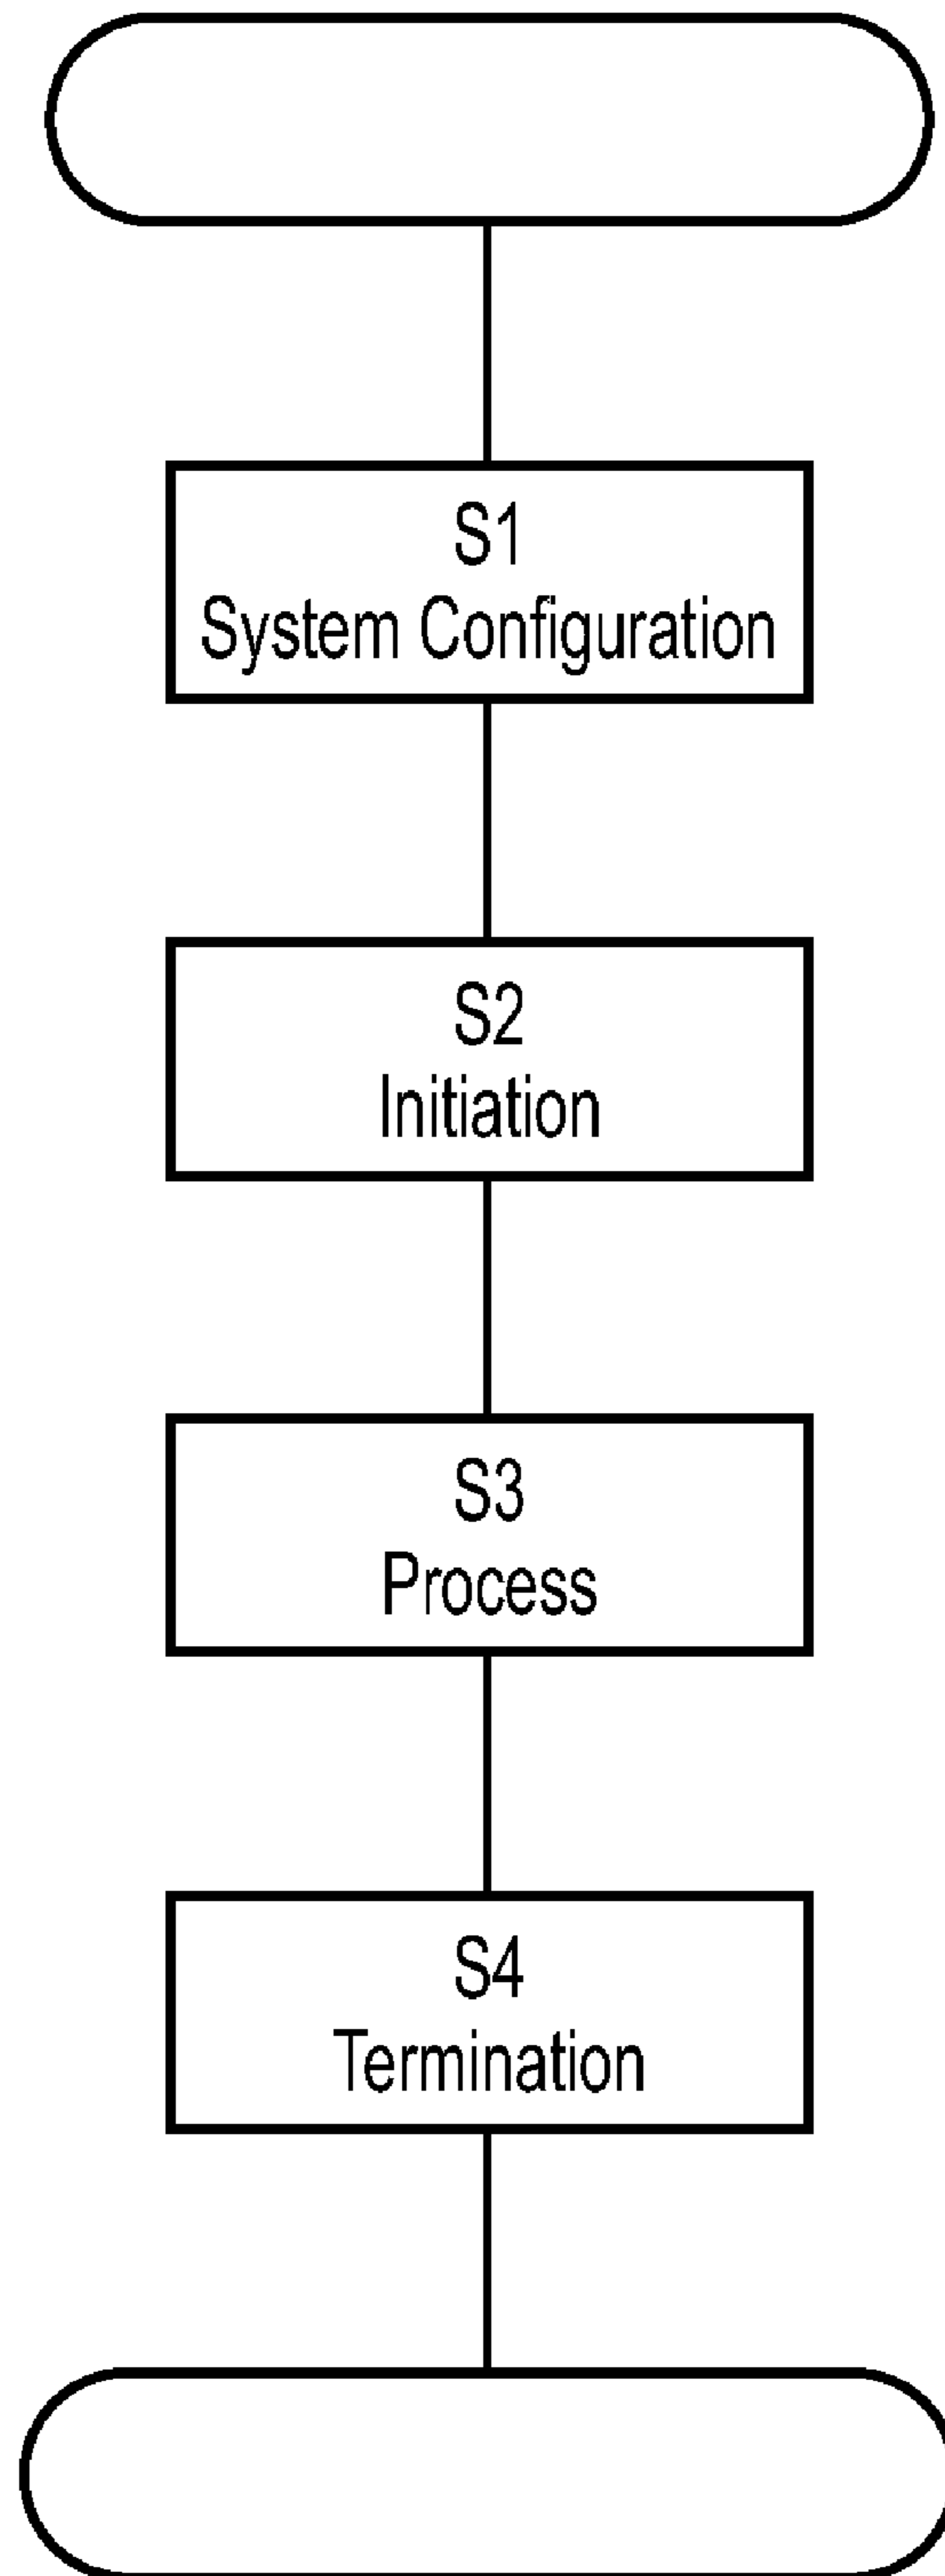 S1
System Configuration
S2
Initiation
S3
Process
S4
Termination